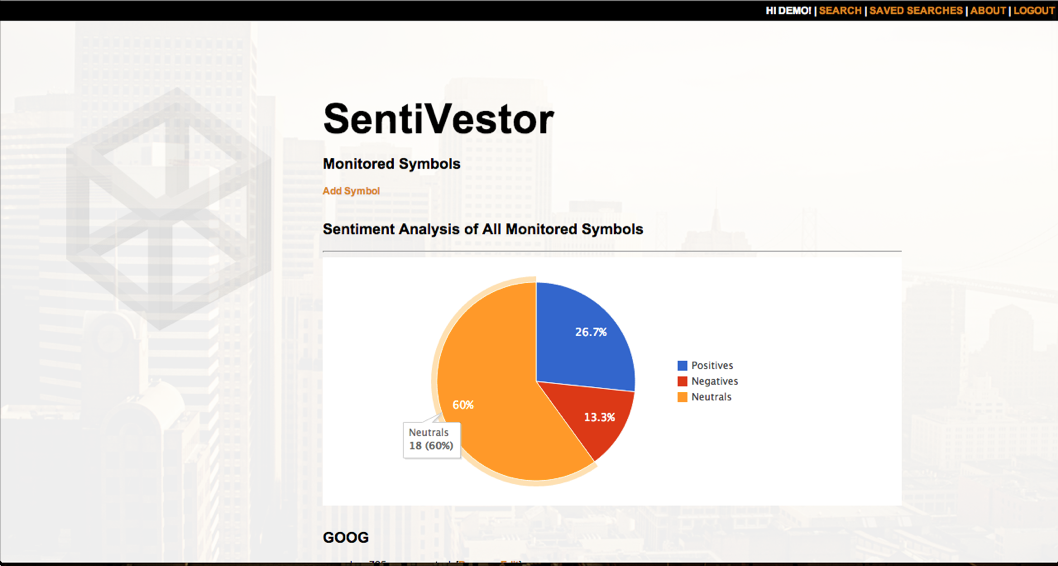 HI DEMO! | SEARCH | SAVED SEARCHES | ABOUT | LOGOUT
SentiVestor
Monitored Symbols
Add Symbol
Sentiment Analysis of All Monitored Symbols
26.7%
Positives
Negatives
Neutrals
60%
13.3%
Neutrals
18 (60%)
GOOG